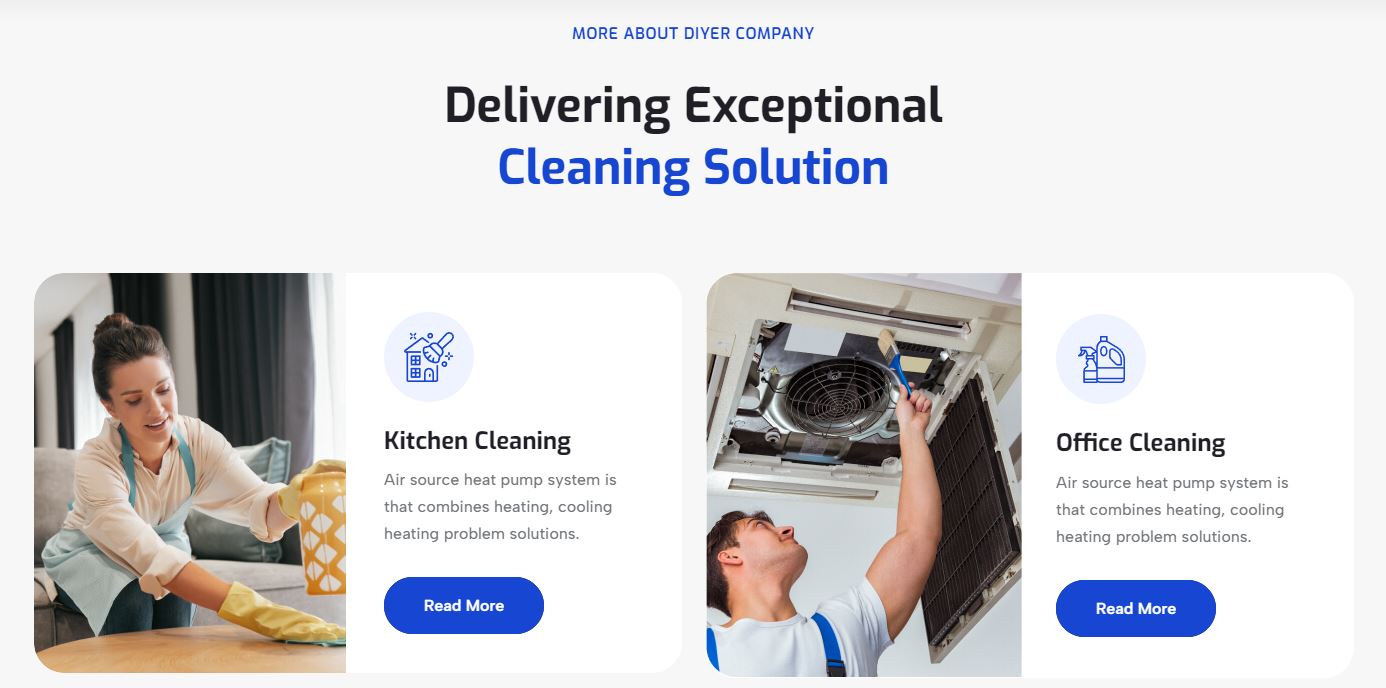 MORE ABOUT DIYER COMPANY
Delivering Exceptional
Cleaning Solution
Kitchen Cleaning
Air source heat pump system is
that combines heating, cooling
heating problem solutions.
Read More
Office Cleaning
Air source heat pump system is
that combines heating, cooling
heating problem solutions.
Read More